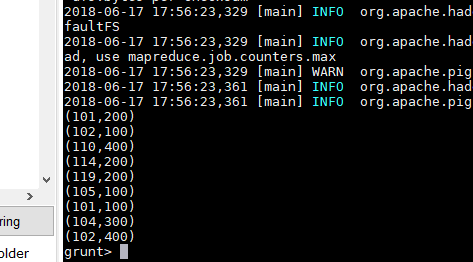 2018-06-17 17:56:23,329 [main] INFO org.apache.had
faultFS
2018-06-17 17:56:23,329 [main] INFO org.apache.had
ad, use mapreduce.job.counters.max
2018-06-17 17:56:23,329 [main] WARN org.apache.pig
2018-06-17 17:56:23,361 [main] INFO org.apache.had
2018-06-17 17:56:23,361 [main] INFO org.apache.pig
(101,200)
(102,100)
(110,400)
(114,200)
(119,200)
(105,100)
(101,100)
(104,300)
(102,400)
grunt>
ring
older